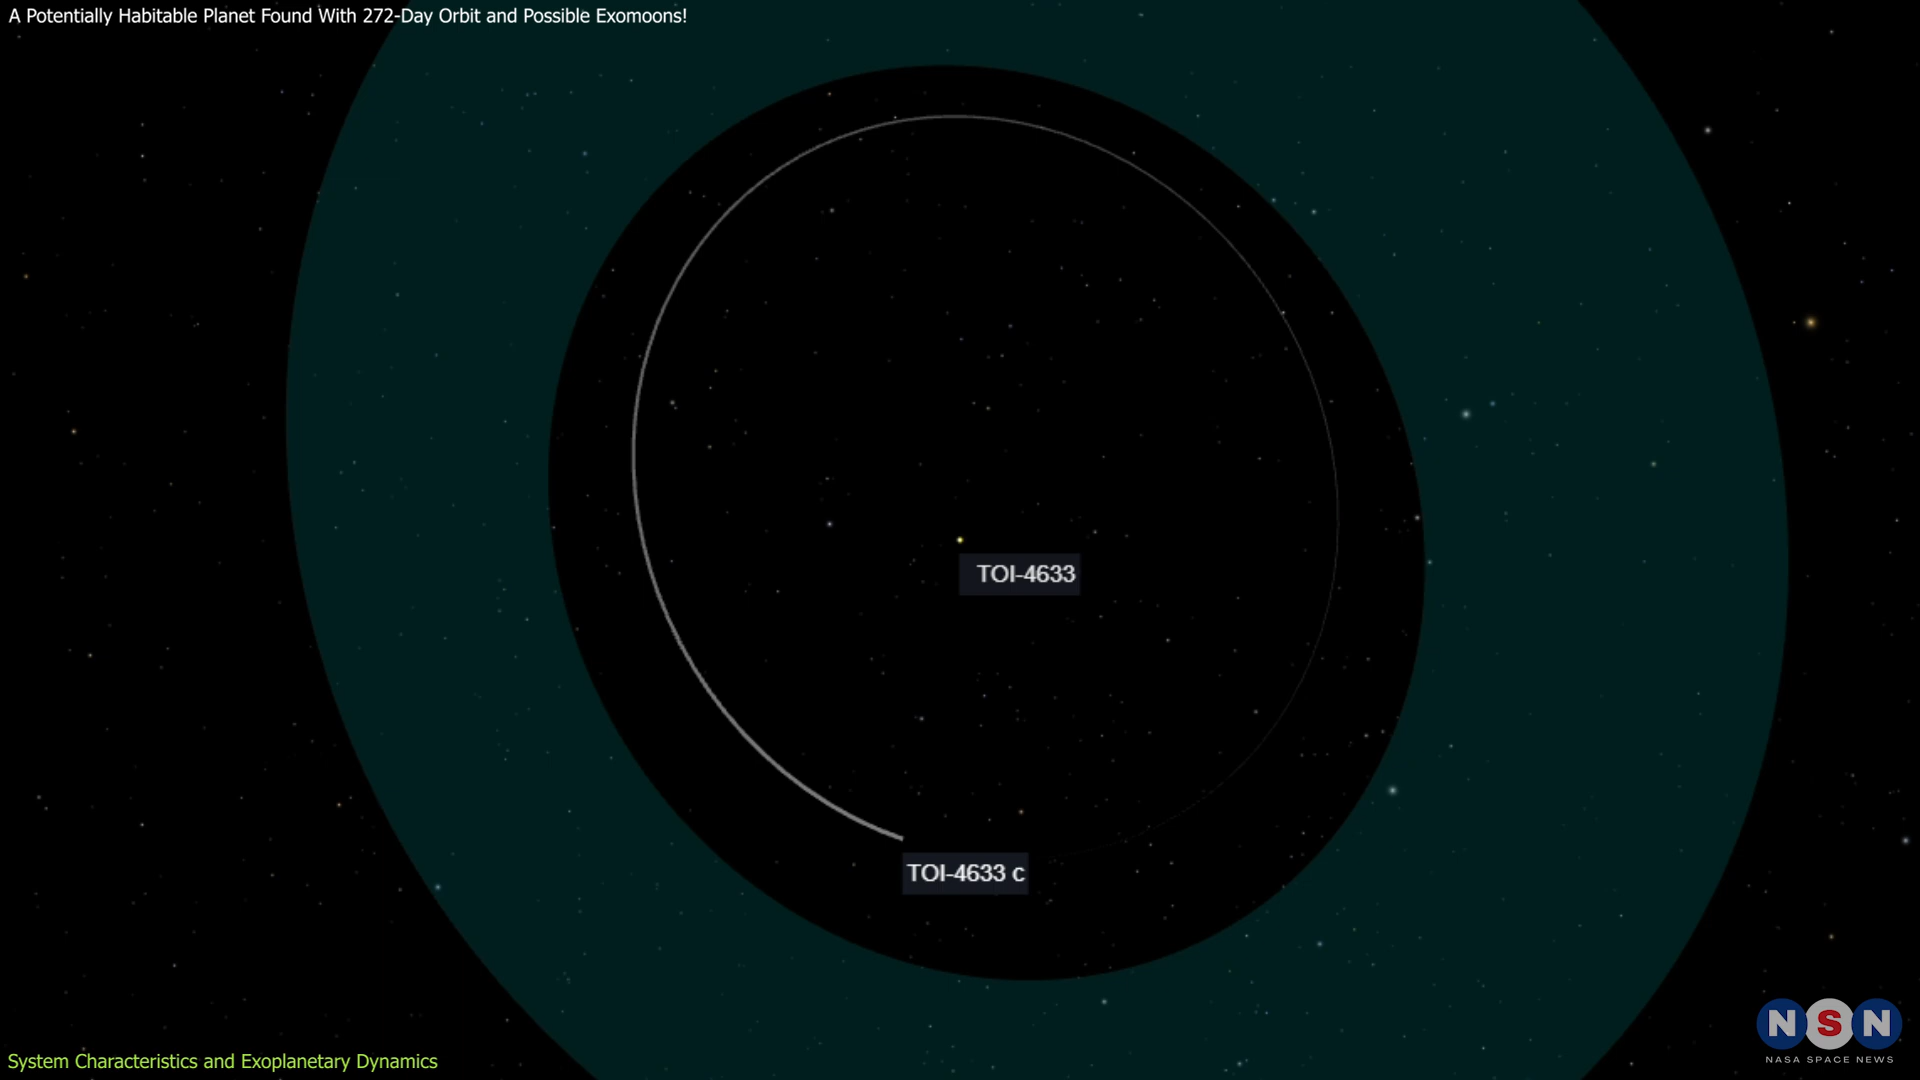 A Potentially Habitable Planet Found With 272-Day Orbit and Possible Exomoons!
TOI-4633
TOI-4633 c
NSN
NASA SPACE NEWS
System Characteristics and Exoplanetary Dynamics